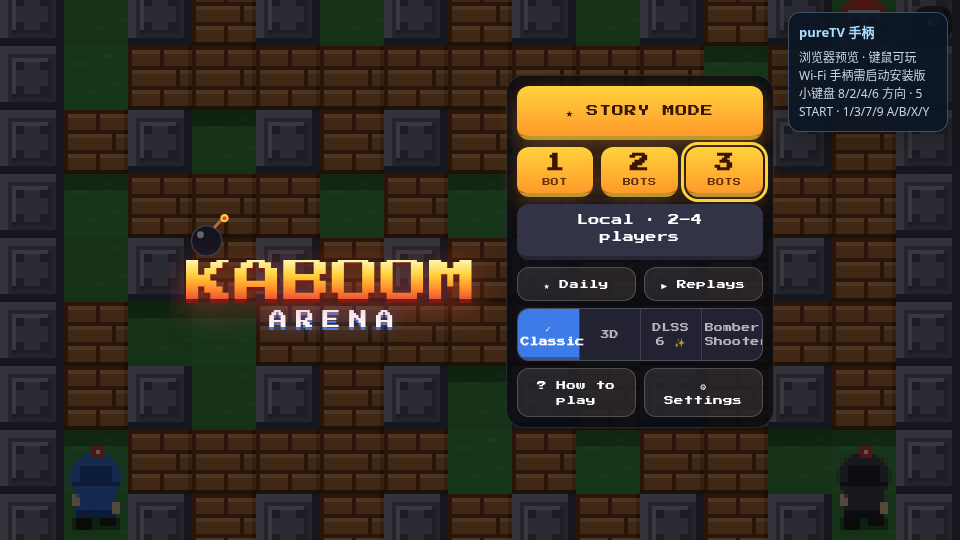 KABOOM
ARENA
★ STORY MODE
1
BOT
2
BOTS
3
BOTS
Local · 2–4
players
★ Daily
▶ Replays
✓
Classic
3D
DLSS
6 ✨
Bomber
Shooter
? How to
play
⚙
Settings
pureTV 手柄
浏览器预览 · 键鼠可玩
Wi-Fi 手柄需启动安装版
小键盘 8/2/4/6 方向 · 5
START · 1/3/7/9 A/B/X/Y